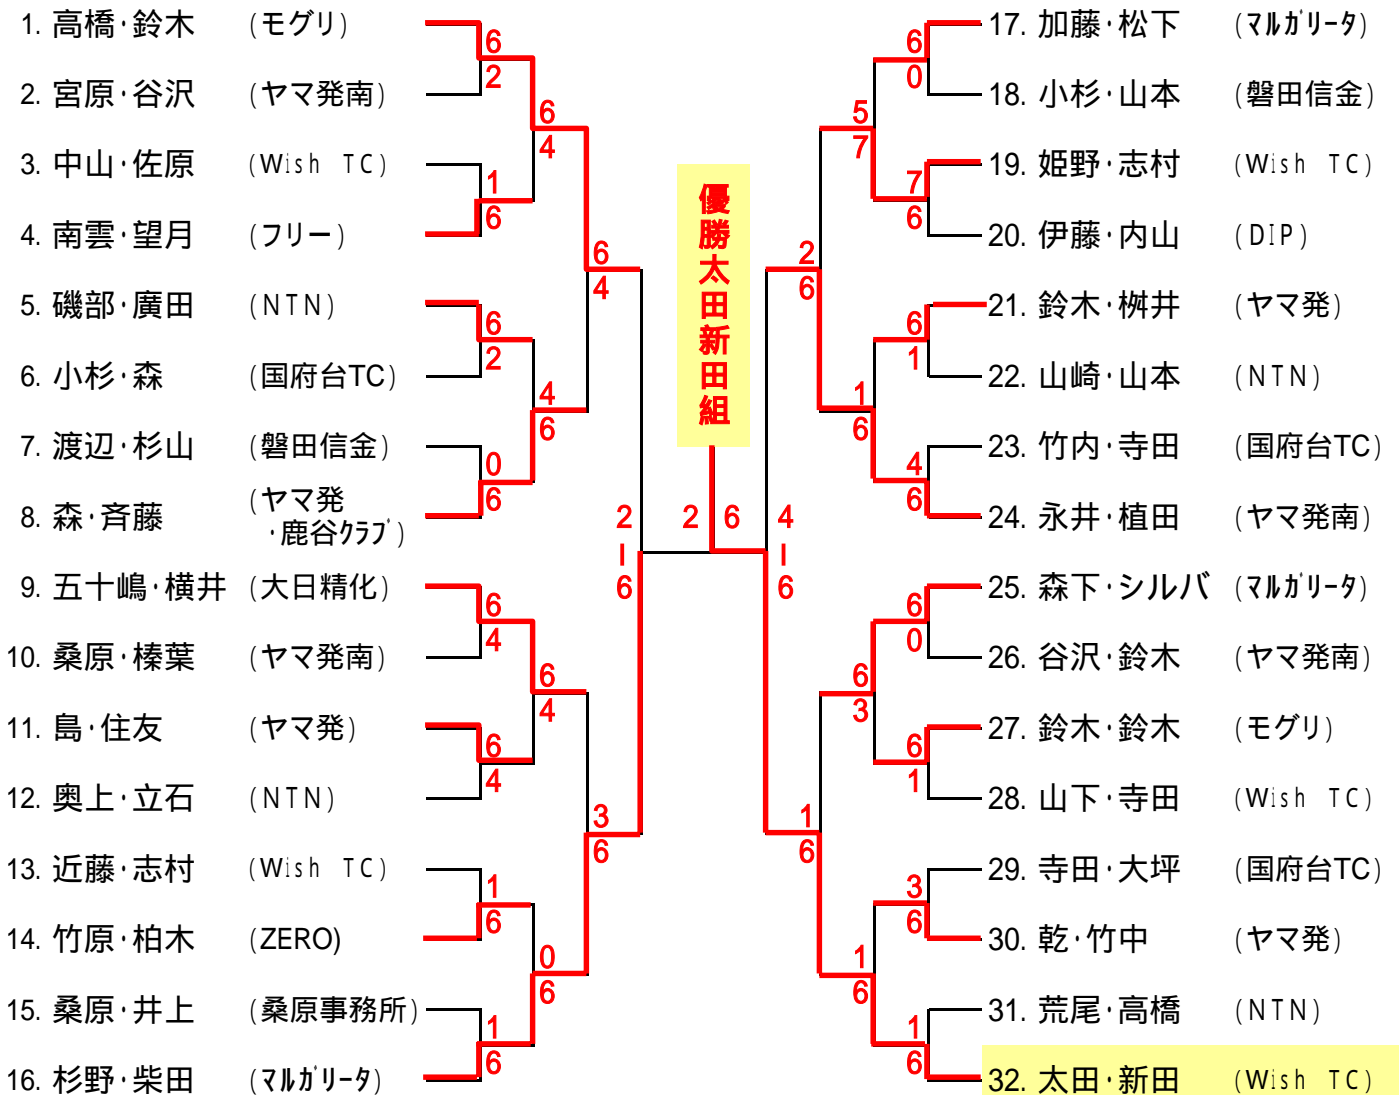 1. 高橋・鈴木 (モグリ)
6
2
2. 宮原・谷沢 (ヤマ発南)
6
4
3. 中山・佐原 (Wish TC)
1
6
4. 南雲・望月 (フリー)
6
4
5. 磯部・廣田 (NTN)
6
2
6. 小杉・森 (国府台TC)
4
6
7. 渡辺・杉山 (磐田信金)
0
6
8. 森・斉藤 (ヤマ発
・鹿谷クラブ)
2
-
6
9. 五十嶋・横井 (大日精化)
6
4
10. 桑原・榛葉 (ヤマ発南)
6
4
11. 島・住友 (ヤマ発)
6
4
12. 奥上・立石 (NTN)
3
6
13. 近藤・志村 (Wish TC)
1
6
14. 竹原・柏木 (ZERO)
0
6
15. 桑原・井上 (桑原事務所)
1
6
16. 杉野・柴田 (マルガリータ)
優勝太田新田組
2 6
17. 加藤・松下 (マルガリータ)
6
0
18. 小杉・山本 (磐田信金)
5
7
19. 姫野・志村 (Wish TC)
7
6
20. 伊藤・内山 (DIP)
2
6
21. 鈴木・桝井 (ヤマ発)
6
1
22. 山崎・山本 (NTN)
1
6
23. 竹内・寺田 (国府台TC)
4
6
24. 永井・植田 (ヤマ発南)
4
-
6
25. 森下・シルバ (マルガリータ)
6
0
26. 谷沢・鈴木 (ヤマ発南)
6
3
27. 鈴木・鈴木 (モグリ)
6
1
28. 山下・寺田 (Wish TC)
1
6
29. 寺田・大坪 (国府台TC)
3
6
30. 乾・竹中 (ヤマ発)
1
6
31. 荒尾・高橋 (NTN)
1
6
32. 太田・新田 (Wish TC)